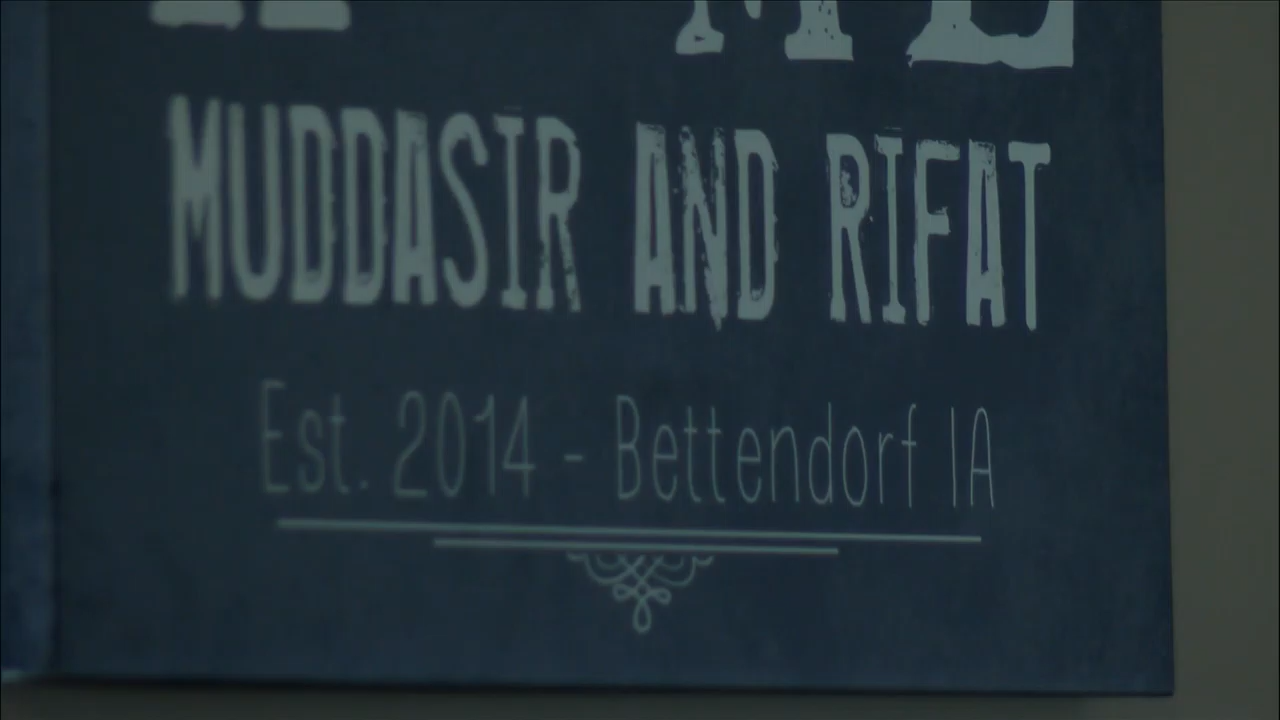 MUDDASIR AND RIFAT
Est. 2014 - Bettendorf IA